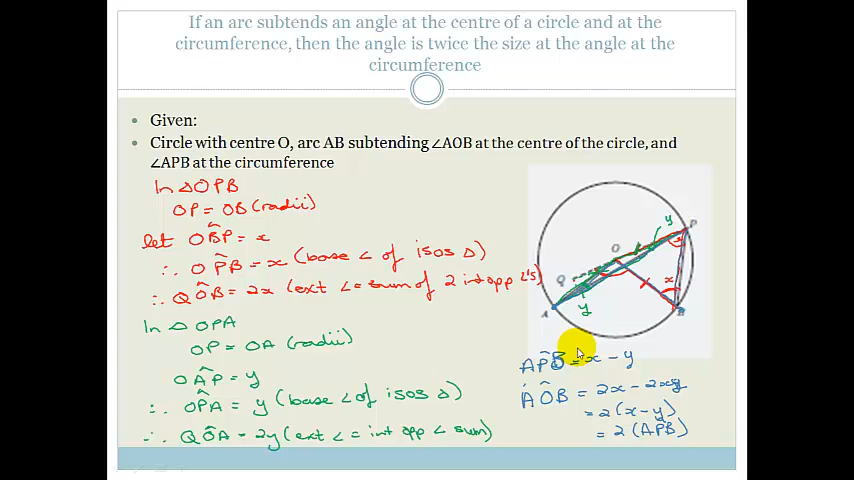 If an arc subtends an angle at the centre of a circle and at the
circumference, then the angle is twice the size at the angle at the
circumference
• Given:
• Circle with centre O, arc AB subtending ∠AOB at the centre of the circle, and
∠APB at the circumference
In △OPB
OP = OB (radii)
let OB̂P = x
∴ OP̂B = x (base ∠ of isos △)
∴ QÔB = 2x (ext ∠ = sum of 2 int opp ∠'s)
In △ OPA
OP = OA (radii)
OÂP = y
∴ OP̂A = y (base ∠ of isos △)
∴ QÔA = 2y (ext ∠ = int opp ∠ sum)
y
P
x
O
Q
x
A
y
B
AP̂B = x - y
AÔB = 2x - 2y
= 2(x - y)
= 2 (AP̂B)